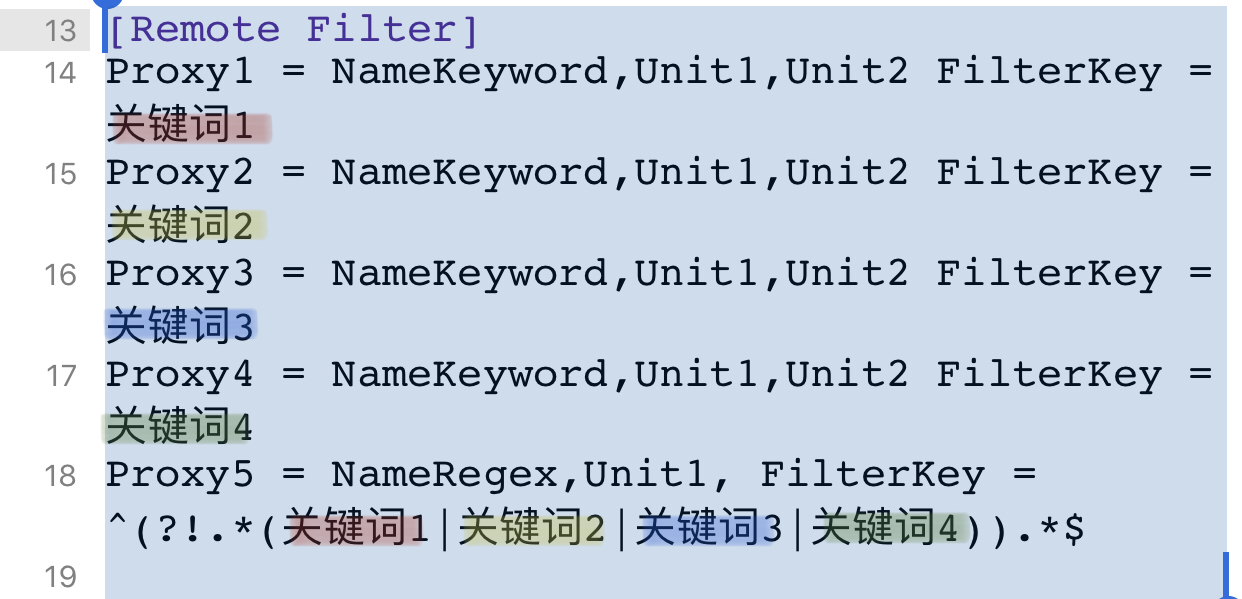 13 [Remote Filter]
14 Proxy1 = NameKeyword,Unit1,Unit2 FilterKey =
关键词1
15 Proxy2 = NameKeyword,Unit1,Unit2 FilterKey =
关键词2
16 Proxy3 = NameKeyword,Unit1,Unit2 FilterKey =
关键词3
17 Proxy4 = NameKeyword,Unit1,Unit2 FilterKey =
关键词4
18 Proxy5 = NameRegex,Unit1, FilterKey =
^(?!.*(关键词1|关键词2|关键词3|关键词4)).*$
19